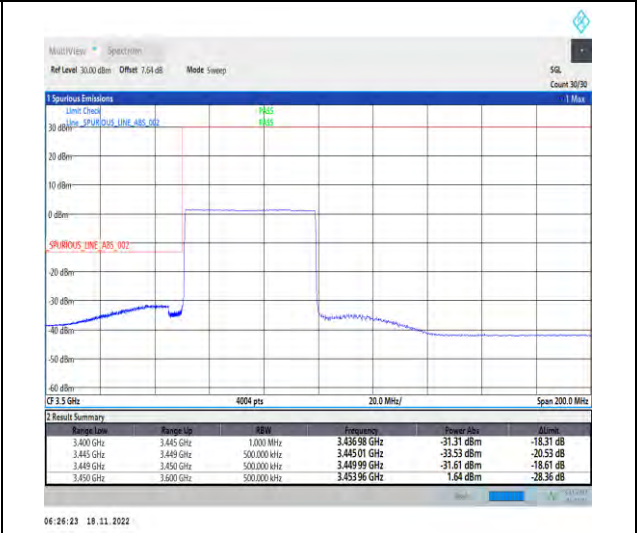 MultiView Spectrum
Ref Level 30.00 dBm Offset 7.64 dB Mode Sweep SGL
Count 30/30
1 Spurious Emissions 1 Max
Limit Check PASS
Line _SPURIOUS_LINE_ABS_002 PASS
30 dBm
20 dBm
10 dBm
0 dBm
_SPURIOUS_LINE_ABS_002
-20 dBm
-30 dBm
-40 dBm
-50 dBm
-60 dBm
CF 3.5 GHz 4004 pts 20.0 MHz/ Span 200.0 MHz
2 Result Summary
Range Low Range Up RBW Frequency Power Abs ΔLimit
3.400 GHz 3.445 GHz 1.000 MHz 3.436 98 GHz -31.31 dBm -18.31 dB
3.445 GHz 3.449 GHz 500.000 kHz 3.445 01 GHz -33.53 dBm -20.53 dB
3.449 GHz 3.450 GHz 500.000 kHz 3.449 99 GHz -31.61 dBm -18.61 dB
3.450 GHz 3.600 GHz 500.000 kHz 3.453 96 GHz 1.64 dBm -28.36 dB
06:26:23 18.11.2022